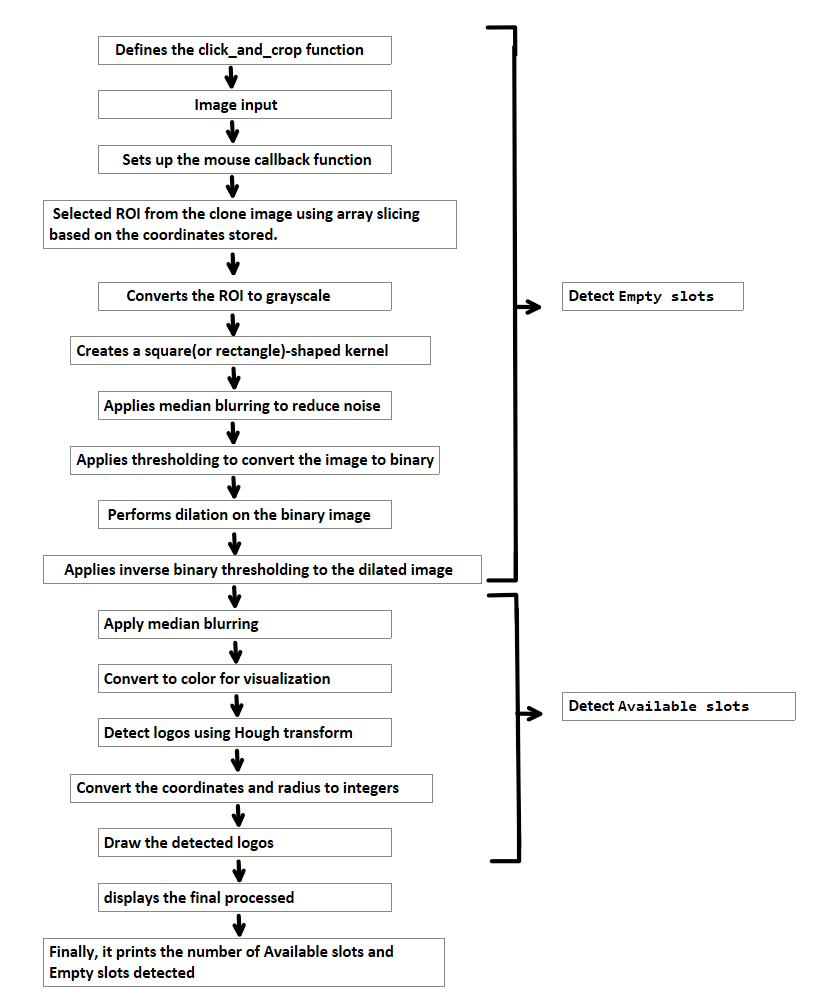 Defines the click_and_crop function
Image input
Sets up the mouse callback function
Selected ROI from the clone image using array slicing
based on the coordinates stored.
Converts the ROI to grayscale
Detect Empty slots
Creates a square(or rectangle)-shaped kernel
Applies median blurring to reduce noise
Applies thresholding to convert the image to binary
Performs dilation on the binary image
Applies inverse binary thresholding to the dilated image
Apply median blurring
Convert to color for visualization
Detect Available slots
Detect logos using Hough transform
Convert the coordinates and radius to integers
Draw the detected logos
displays the final processed
Finally, it prints the number of Available slots and
Empty slots detected